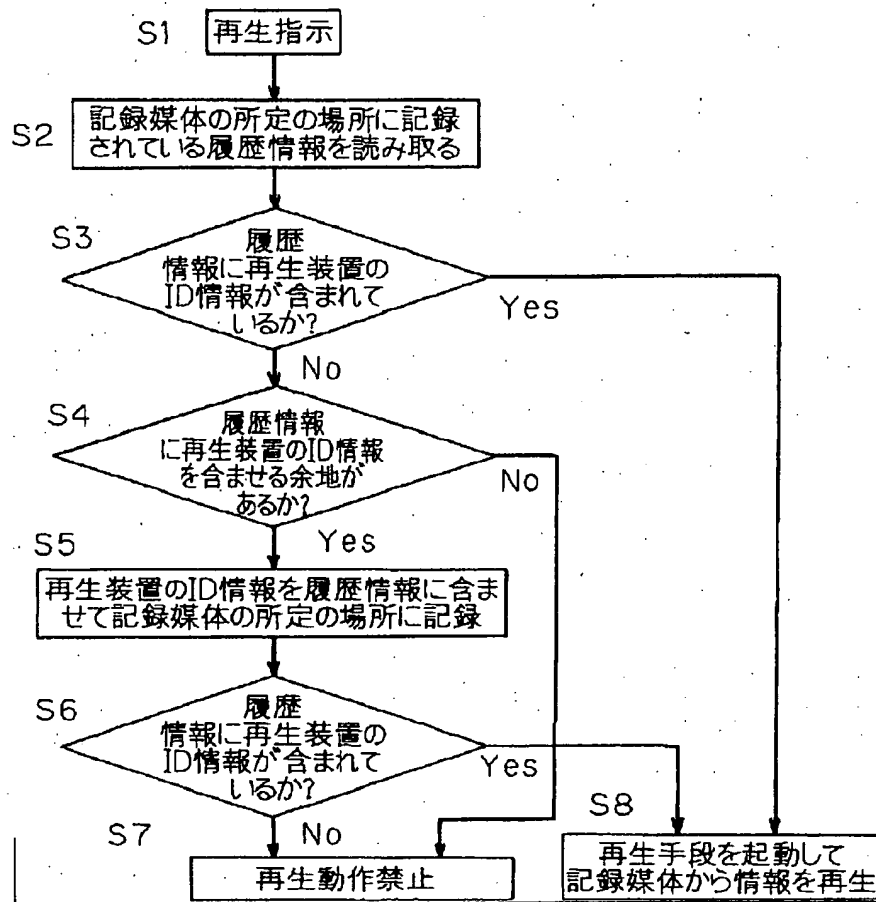 S1
再生指示
S2
記録媒体の所定の場所に記録
されている履歴情報を読み取る
S3
履歴
情報に再生装置の
ID情報が含まれて
いるか?
Yes
No
S4
履歴情報
に再生装置のID情報
を含ませる余地が
あるか?
No
Yes
S5
再生装置のID情報を履歴情報に含ま
せて記録媒体の所定の場所に記録
S6
履歴
情報に再生装置の
ID情報が含まれて
いるか?
Yes
No
S7
再生動作禁止
S8
再生手段を起動して
記録媒体から情報を再生